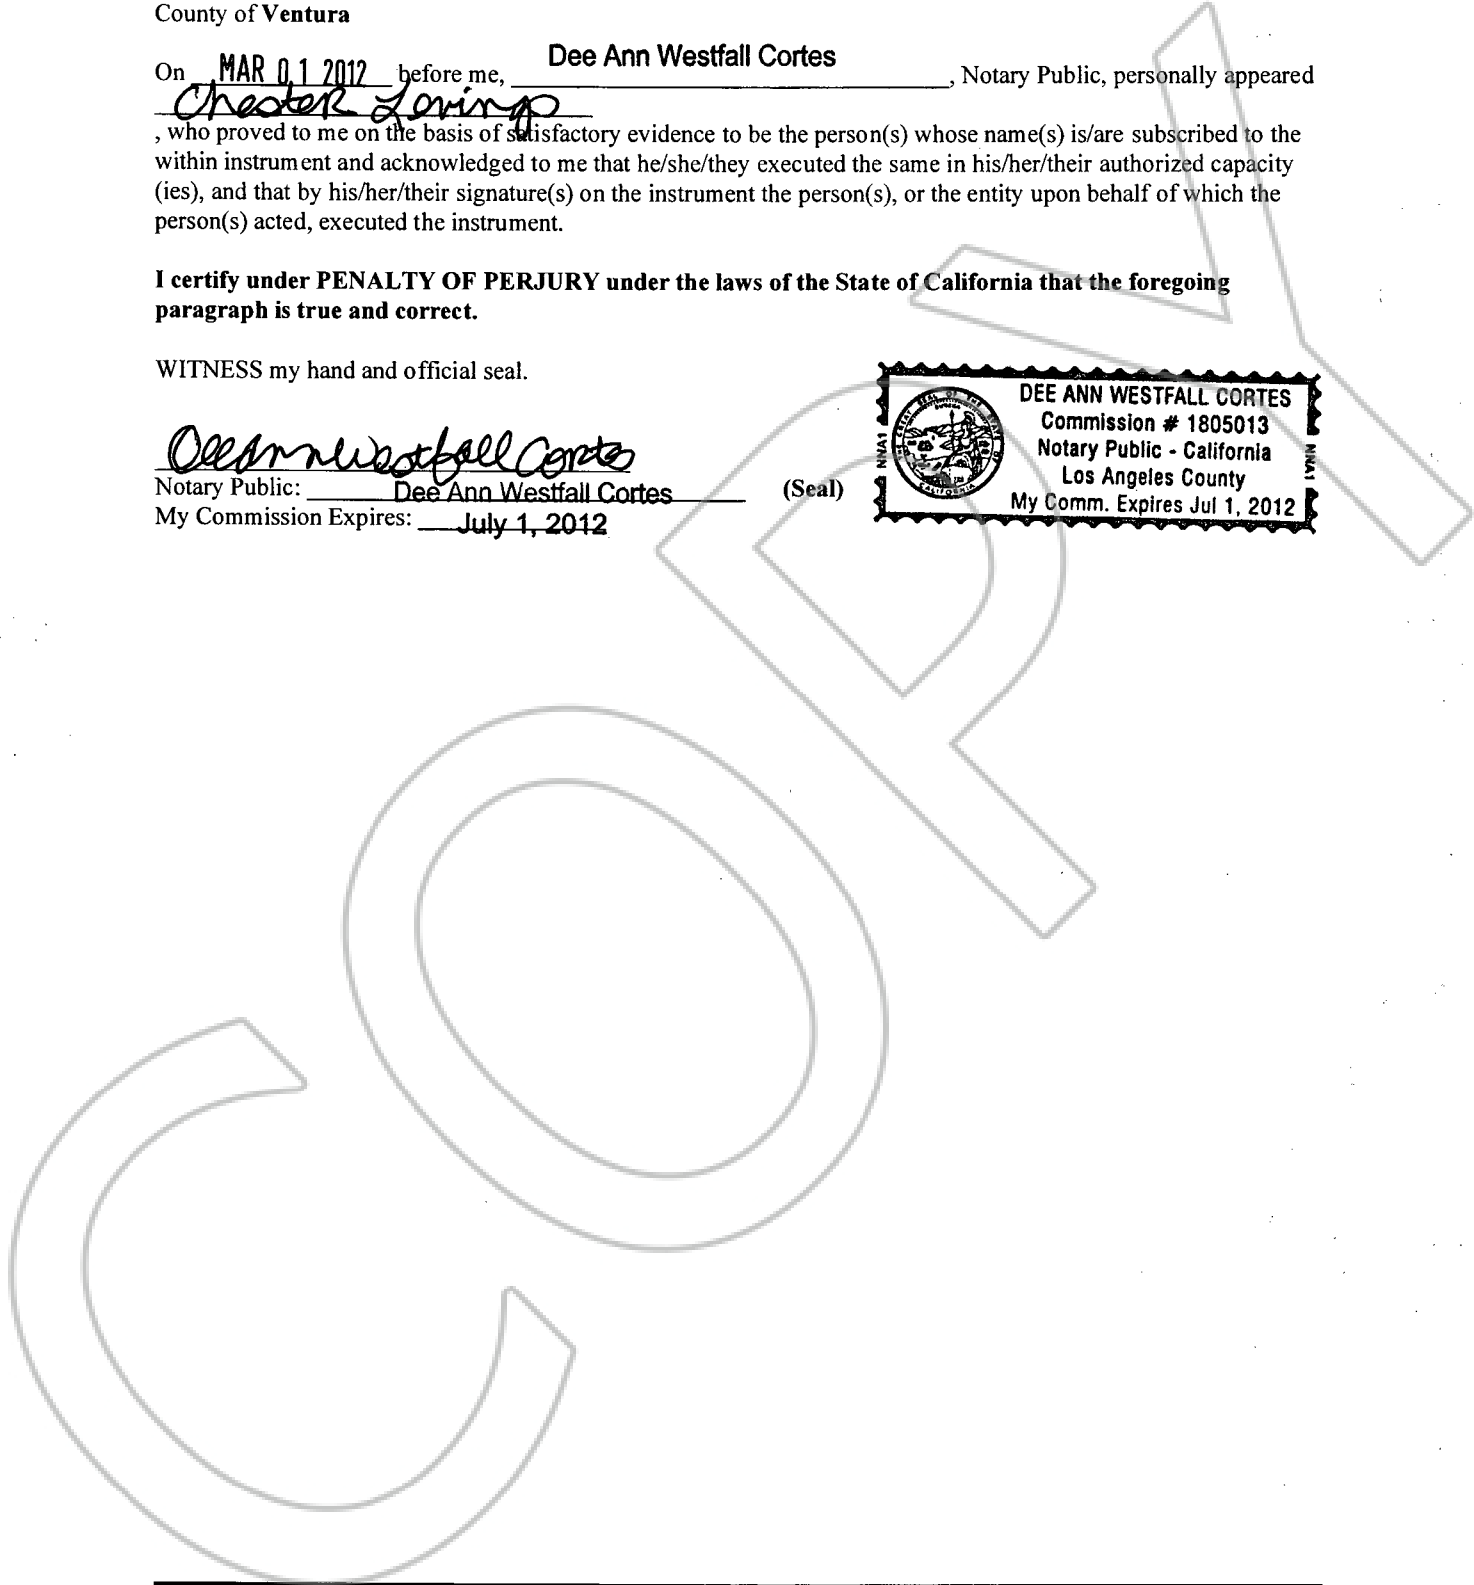 County of Ventura
On MAR 01 2012 before me, Dee Ann Westfall Cortes, Notary Public, personally appeared
Chester Levings
, who proved to me on the basis of satisfactory evidence to be the person(s) whose name(s) is/are subscribed to the
within instrument and acknowledged to me that he/she/they executed the same in his/her/their authorized capacity
(ies), and that by his/her/their signature(s) on the instrument the person(s), or the entity upon behalf of which the
person(s) acted, executed the instrument.
I certify under PENALTY OF PERJURY under the laws of the State of California that the foregoing
paragraph is true and correct.
WITNESS my hand and official seal.
DeeAnnWestfall Cortes
Notary Public: Dee Ann Westfall Cortes (Seal)
My Commission Expires: July 1, 2012
DEE ANN WESTFALL CORTES
Commission # 1805013
Notary Public - California
Los Angeles County
My Comm. Expires Jul 1, 2012
NNA1
NNA1
COPY